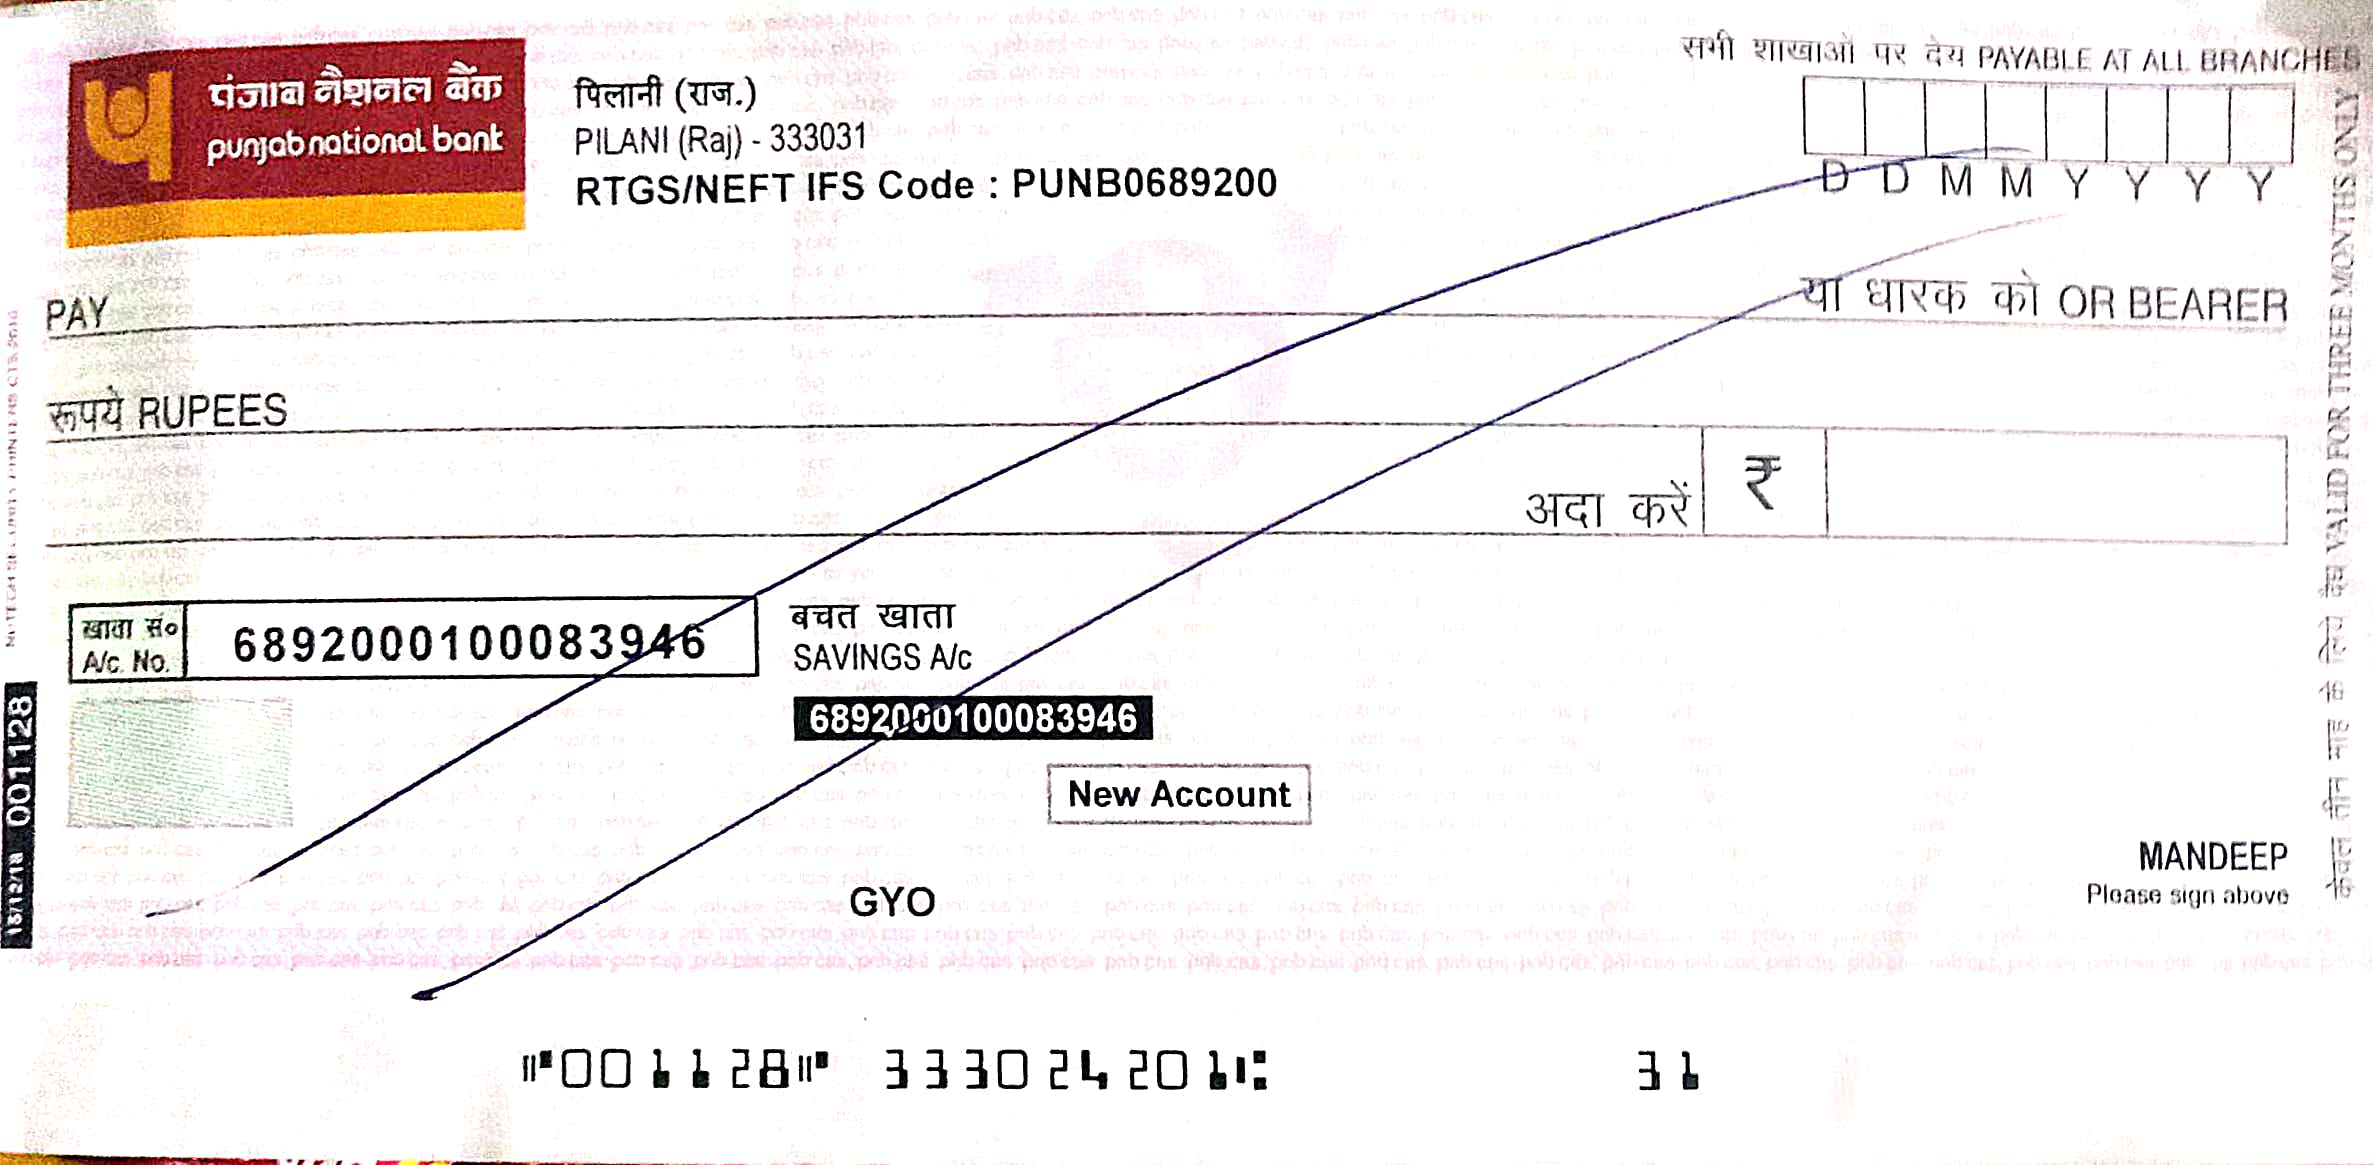 पंजाब नैशनल बैंक
punjab national bank
पिलानी (राज.)
PILANI (Raj) - 333031
RTGS/NEFT IFS Code : PUNB0689200
सभी शाखाओं पर देय PAYABLE AT ALL BRANCHES
D D M M Y Y Y Y
PAY
या धारक को OR BEARER
रूपये RUPEES
अदा करें ₹
खाता सं०
A/c. No.
6892000100083946
बचत खाता
SAVINGS A/c
6892000100083946
New Account
GYO
MANDEEP
Please sign above
⑈001128⑈ 333024201⑆ 31
001128
केवल तीन माह के लिए वैध VALID FOR THREE MONTHS ONLY